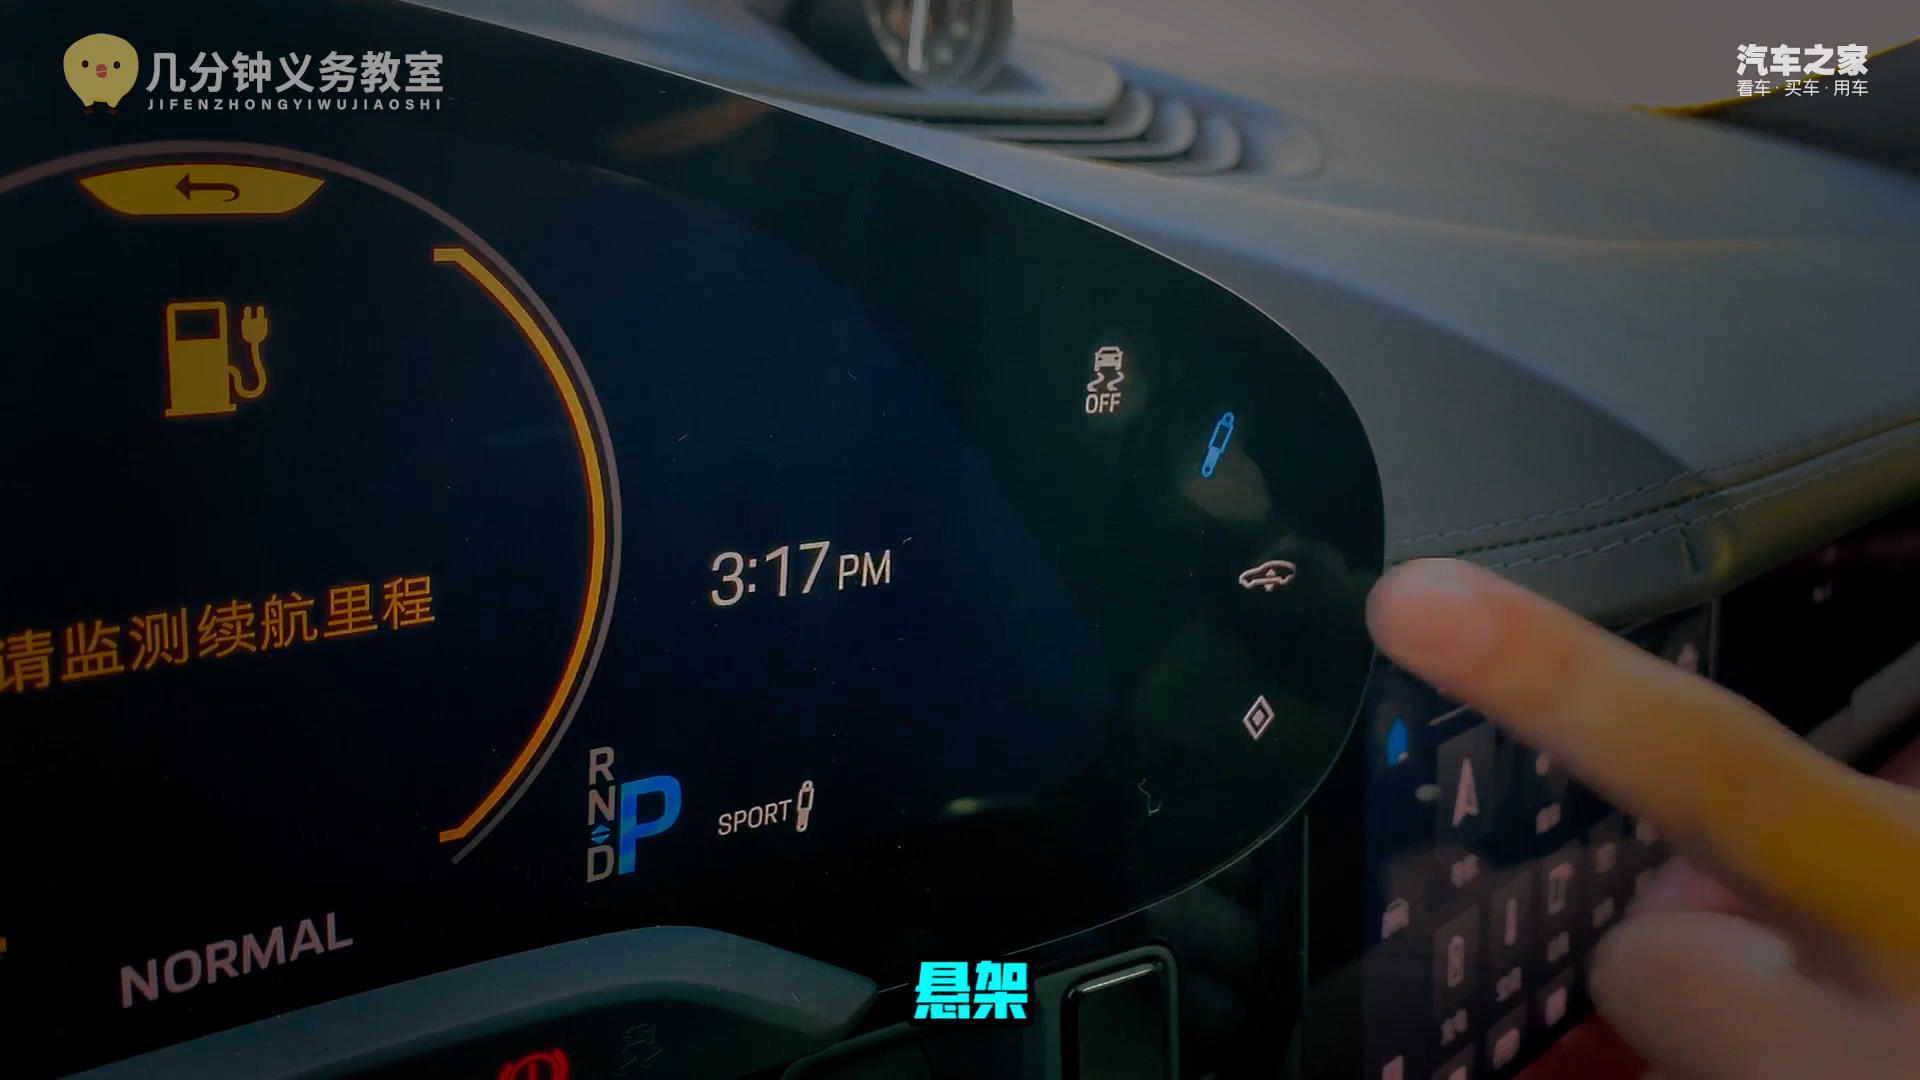 几分钟义务教室
JIFENZHONGYIWUJIAOSHI
汽车之家
看车·买车·用车
OFF
3:17 PM
请监测续航里程
R
N
D
P
SPORT
NORMAL
悬架